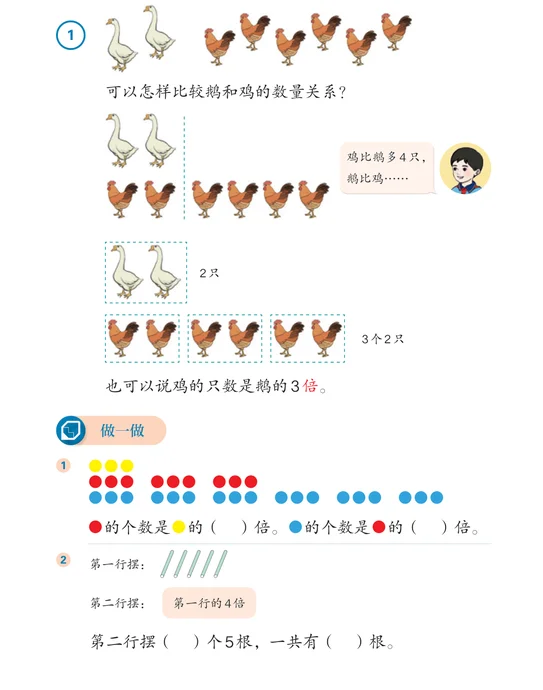 1
可以怎样比较鹅和鸡的数量关系?
鸡比鹅多4只,
鹅比鸡……
2只
3个2只
也可以说鸡的只数是鹅的3倍。
做一做
1
的个数是的( )倍。的个数是的( )倍。
2
第一行摆:
第二行摆: 第一行的4倍
第二行摆( )个5根，一共有( )根。